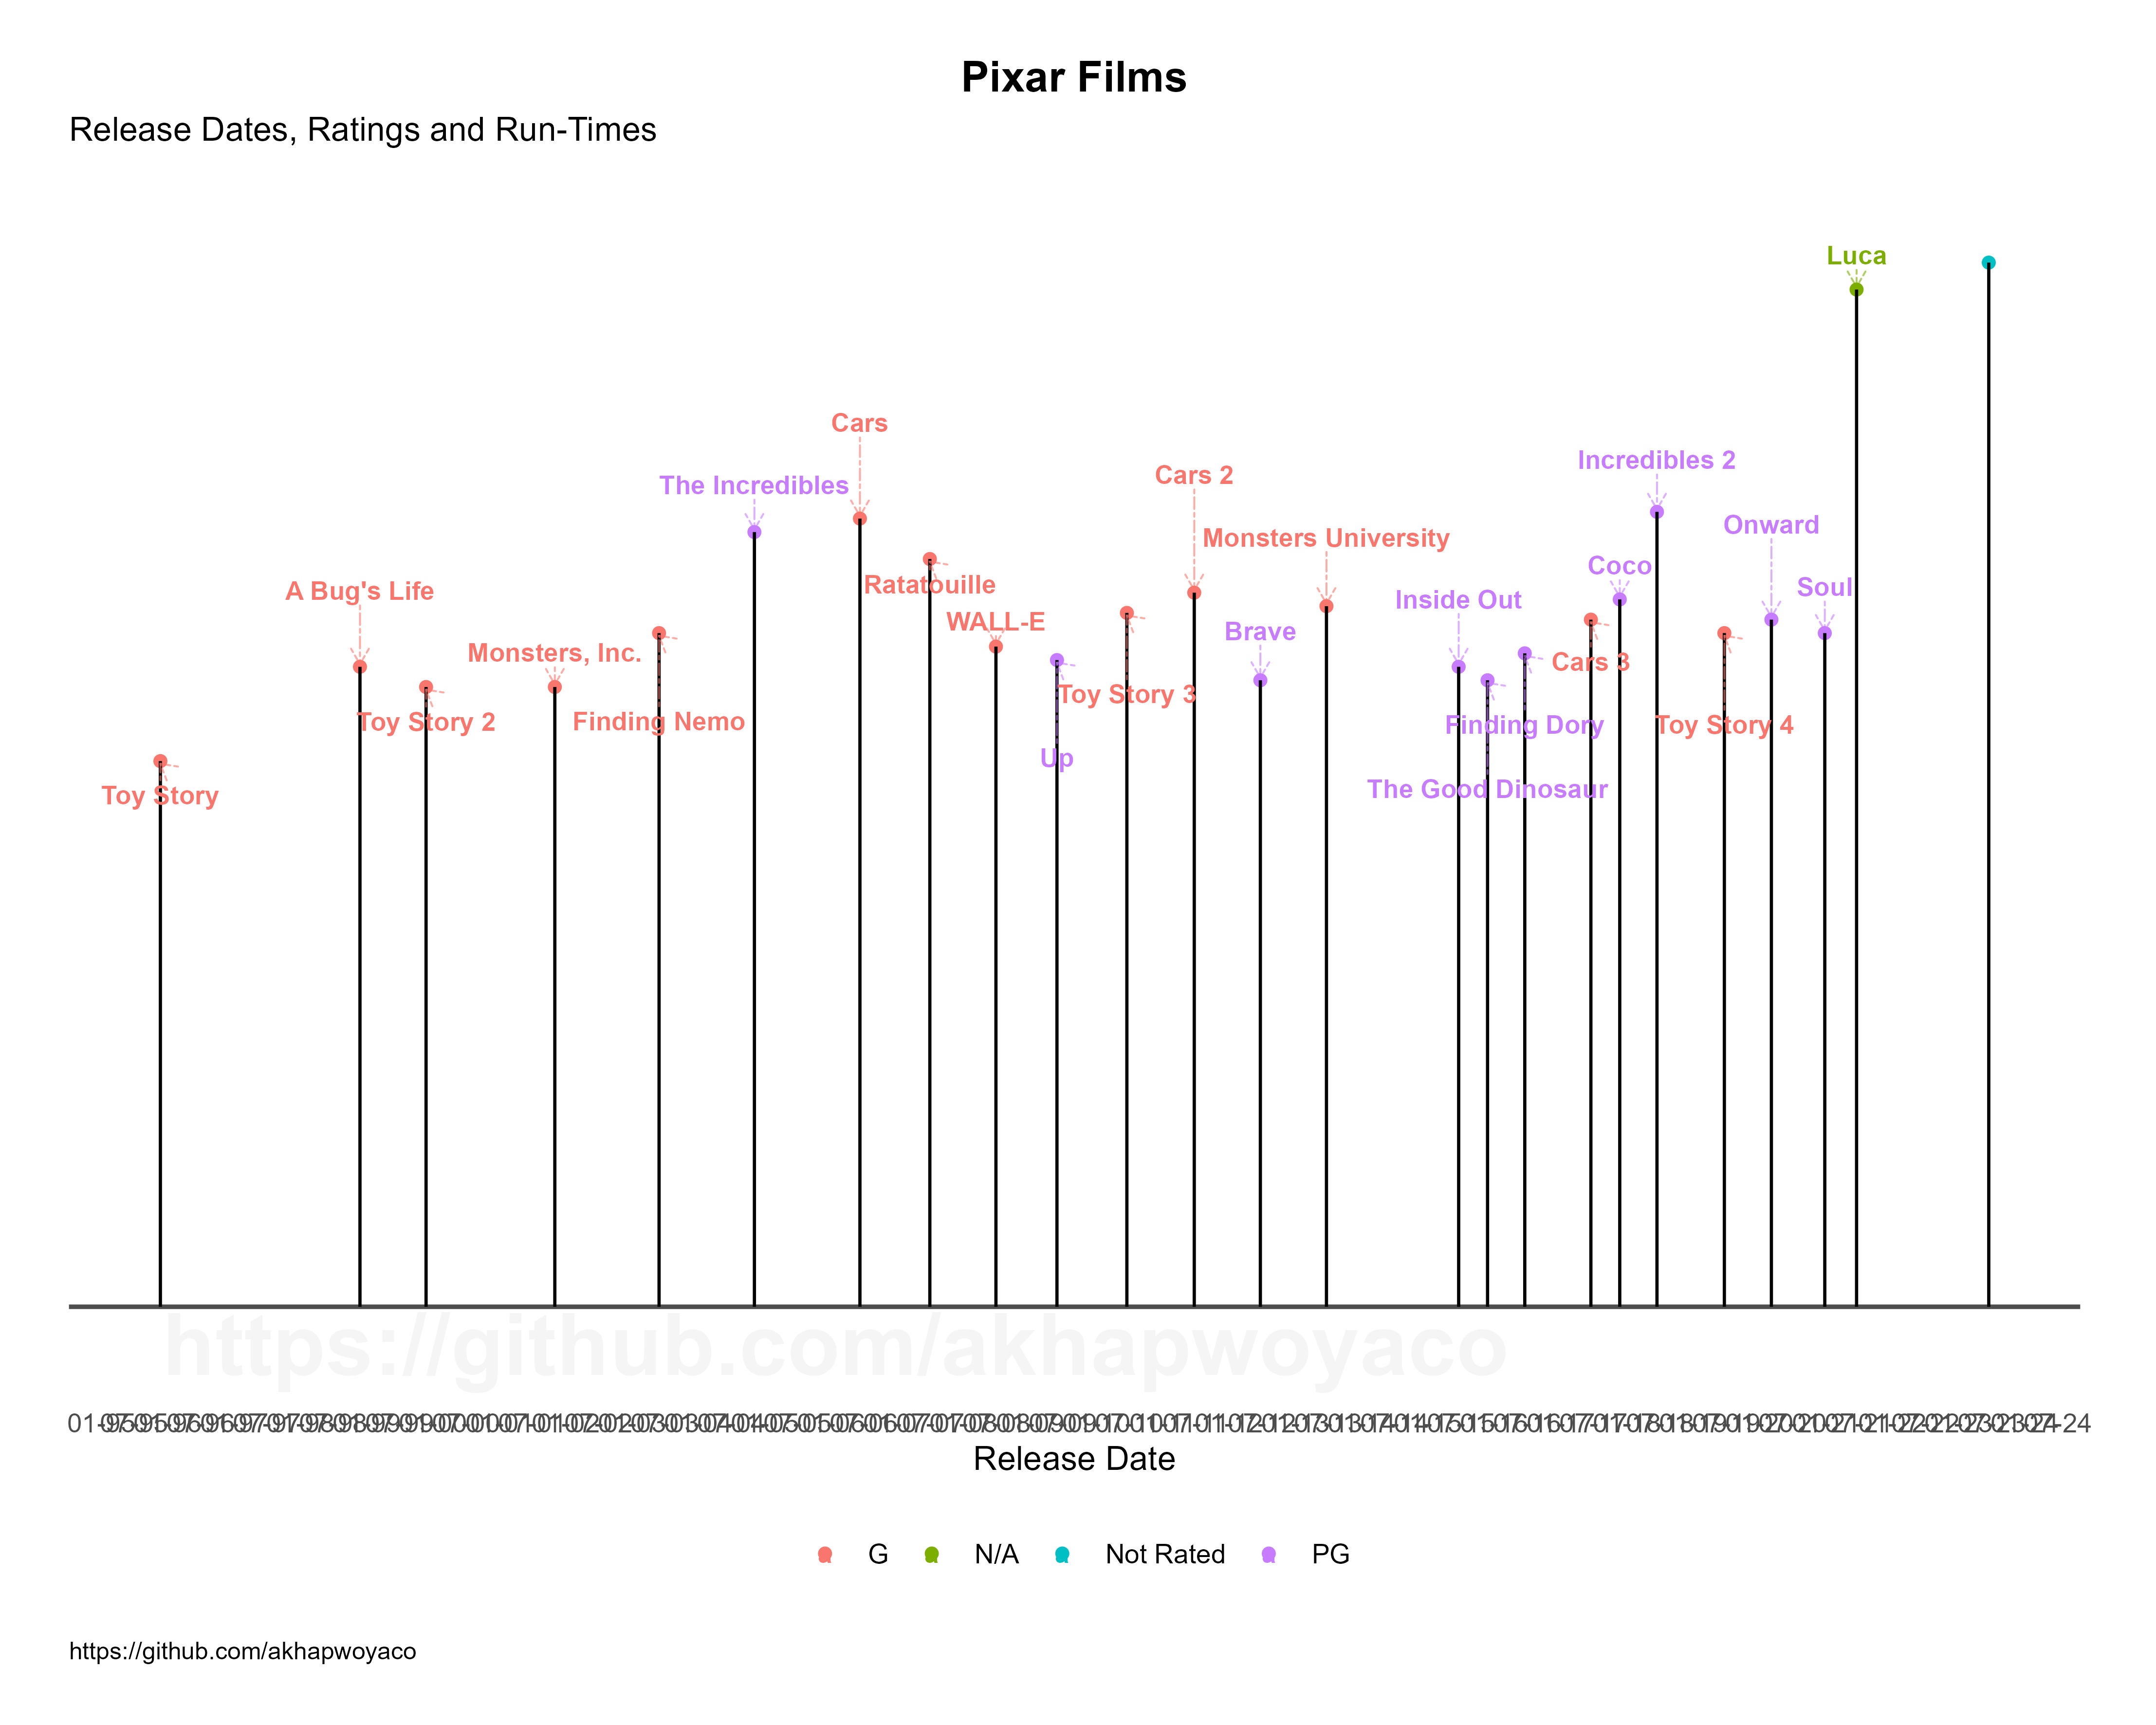 Pixar Films
Release Dates, Ratings and Run-Times
Luca
Cars
Incredibles 2
Cars 2
The Incredibles
Onward
Monsters University
Coco
Ratatouille
Soul
A Bug's Life
Inside Out
WALL-E
Brave
Monsters, Inc.
Cars 3
Toy Story 3
Toy Story 2
Finding Nemo
Finding Dory
Toy Story 4
Up
The Good Dinosaur
Toy Story
https://github.com/akhapwoyaco
Release Date
G N/A Not Rated PG
https://github.com/akhapwoyaco